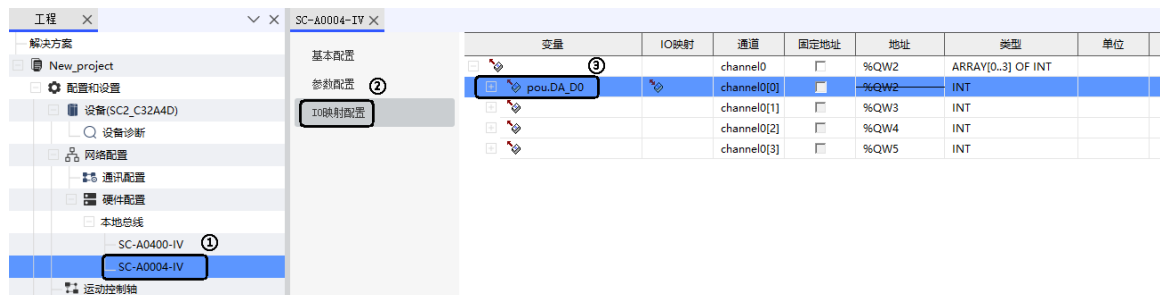 工程
SC-A0004-IV
解决方案
New_project
配置和设置
设备(SC2_C32A4D)
设备诊断
网络配置
通讯配置
硬件配置
本地总线
SC-A0400-IV ①
SC-A0004-IV
运动控制轴
基本配置
参数配置 ②
IO映射配置
变量 IO映射 通道 固定地址 地址 类型 单位
③ channel0 %QW2 ARRAY[0..3] OF INT
pou.DA_D0 channel0[0] %QW2 INT
channel0[1] %QW3 INT
channel0[2] %QW4 INT
channel0[3] %QW5 INT